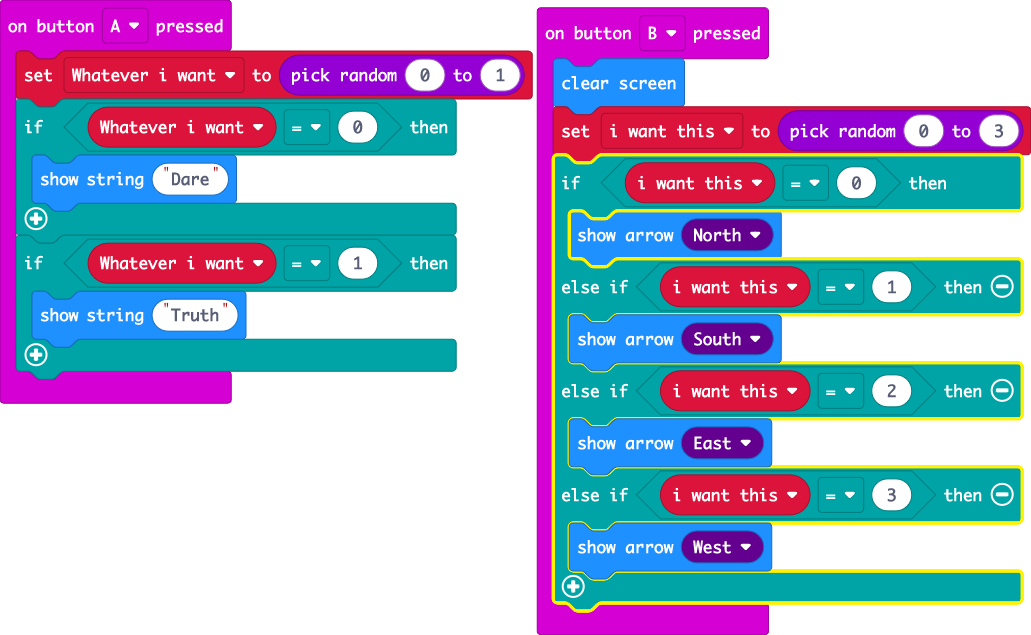 on button A pressed
set Whatever i want to pick random 0 to 1
if Whatever i want = 0 then
show string "Dare"
if Whatever i want = 1 then
show string "Truth"
on button B pressed
clear screen
set i want this to pick random 0 to 3
if i want this = 0 then
show arrow North
else if i want this = 1 then
show arrow South
else if i want this = 2 then
show arrow East
else if i want this = 3 then
show arrow West